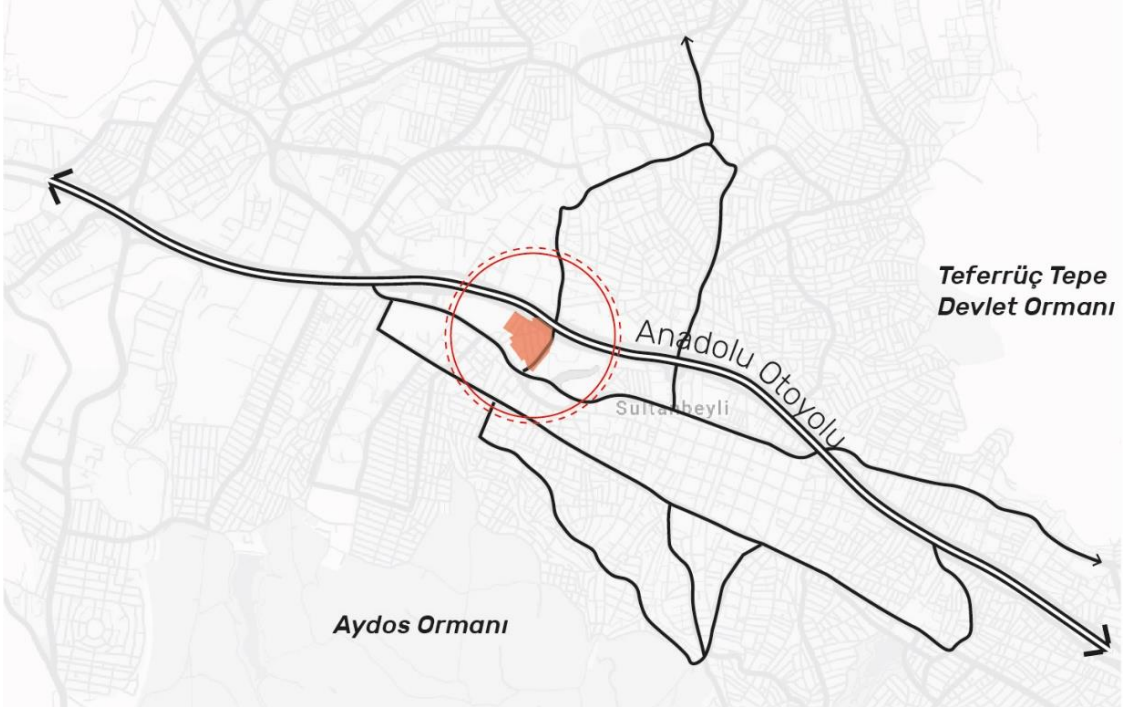 Teferrüç Tepe
Devlet Ormanı
Anadolu Otoyolu
Sultanbeyli
Aydos Ormanı